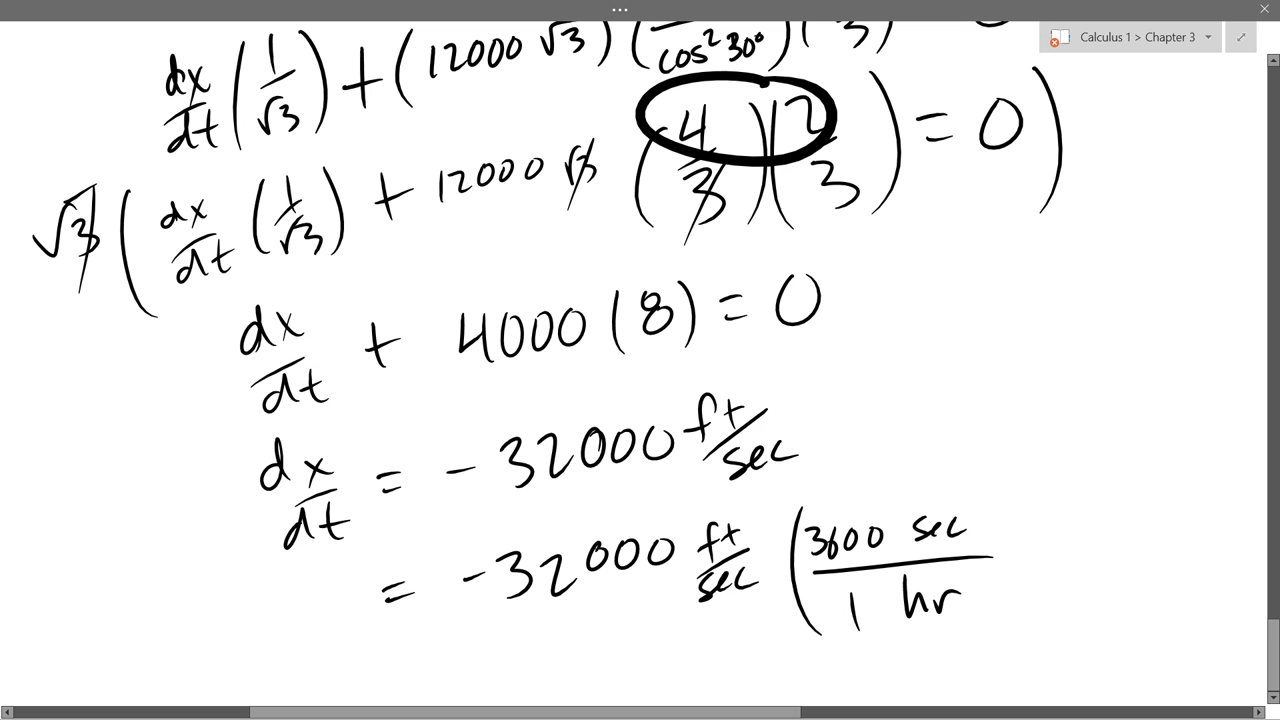 Calculus 1 > Chapter 3
dx/dt (1/√3) + (12000 √3) ( /cos²30°) ( /3)
√3 ( dx/dt (1/√3) + 12000 √3 (4/3)(2/3) = 0 )
dx/dt + 4000 (8) = 0
dx/dt = - 32000 ft/sec
= - 32000 ft/sec (3600 sec / 1 hr